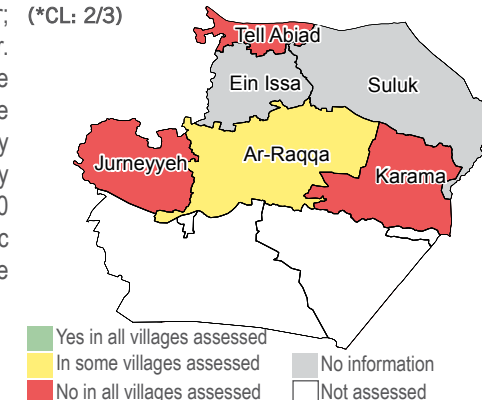 r;
r.
e
e
y
y
0
c
e
(*CL: 2/3)
Tell Abiad
Ein Issa
Suluk
Ar-Raqqa
Jurneyyeh
Karama
Yes in all villages assessed
In some villages assessed
No information
No in all villages assessed
Not assessed